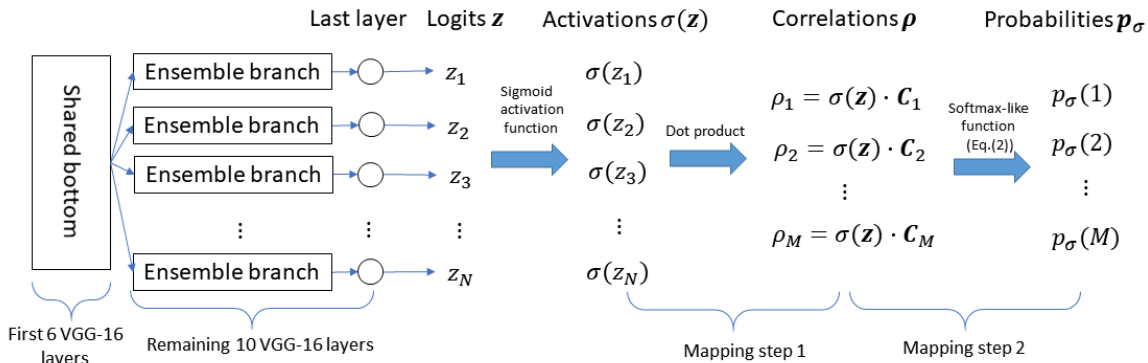 Last layer
Logits z
Activations σ(z)
Correlations ρ
Probabilities p_σ
Shared bottom
Ensemble branch
z_1
σ(z_1)
Ensemble branch
z_2
σ(z_2)
Ensemble branch
z_3
σ(z_3)
⋮
⋮
⋮
Ensemble branch
z_N
σ(z_N)
Sigmoid
activation
function
Dot product
ρ_1 = σ(z) · C_1
ρ_2 = σ(z) · C_2
⋮
ρ_M = σ(z) · C_M
Softmax-like
function
(Eq.(2))
p_σ(1)
p_σ(2)
⋮
p_σ(M)
First 6 VGG-16
layers
Remaining 10 VGG-16 layers
Mapping step 1
Mapping step 2